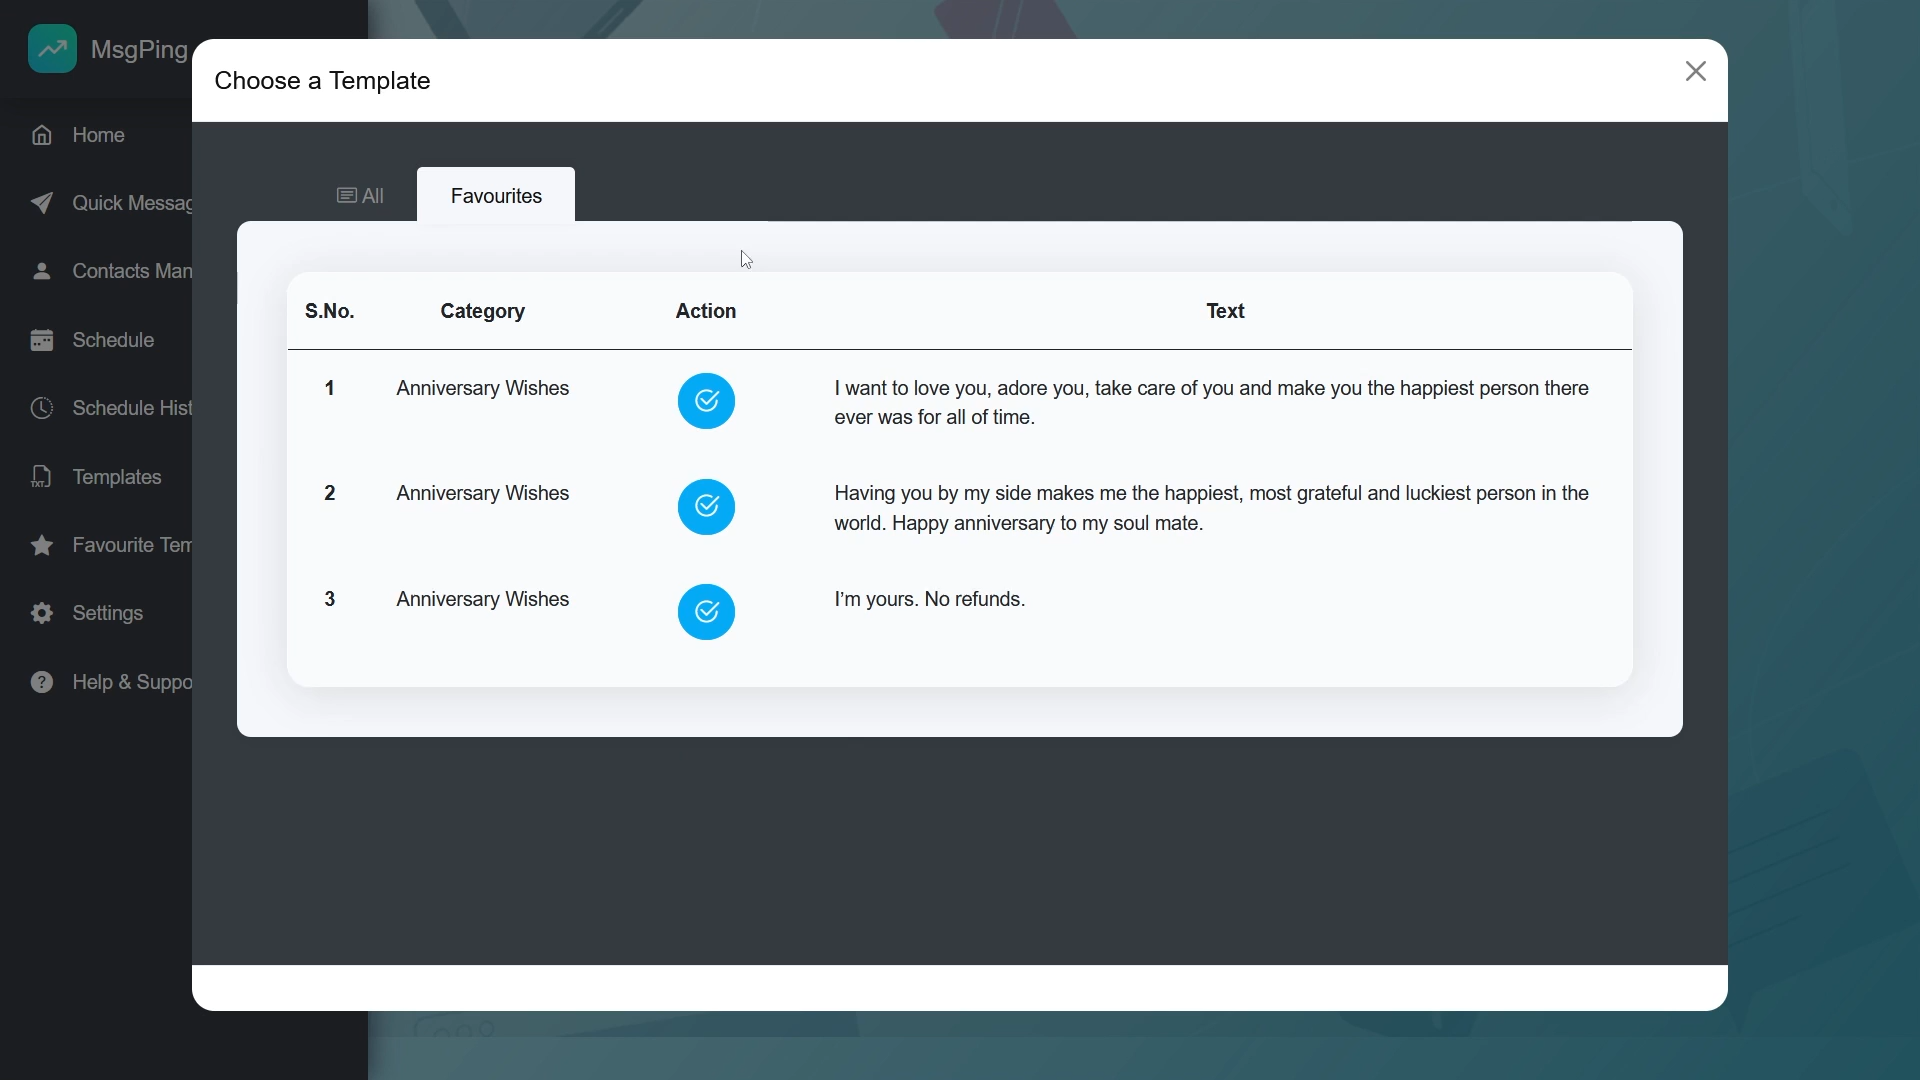 MsgPing
Choose a Template
Home
Quick Messag
Contacts Man
Schedule
Schedule Hist
Templates
TXT
Favourite Tem
Settings
Help & Suppo
All
Favourites
S.No. Category Action Text
1 Anniversary Wishes I want to love you, adore you, take care of you and make you the happiest person there
ever was for all of time.
2 Anniversary Wishes Having you by my side makes me the happiest, most grateful and luckiest person in the
world. Happy anniversary to my soul mate.
3 Anniversary Wishes I’m yours. No refunds.